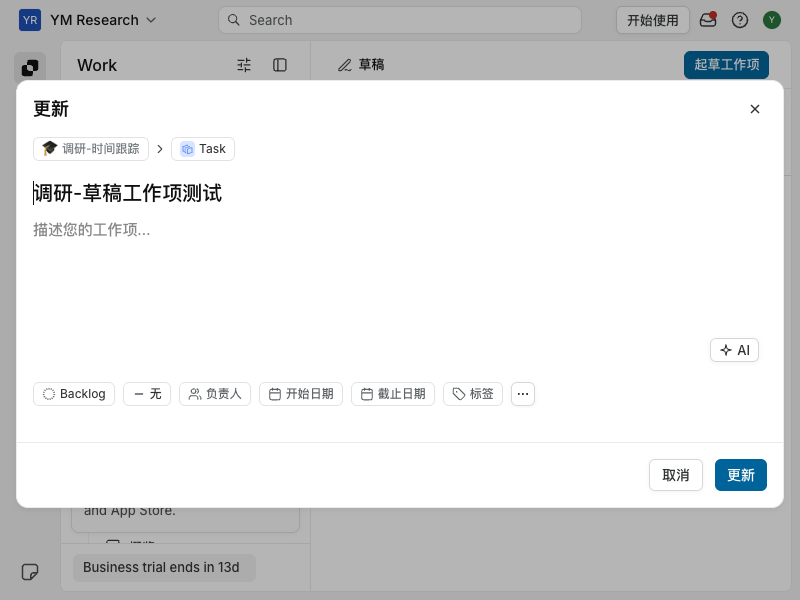 YR YM Research
Search
开始使用
Y
Work
草稿
起草工作项
更新
调研-时间跟踪
Task
调研-草稿工作项测试
描述您的工作项...
AI
Backlog
无
负责人
开始日期
截止日期
标签
取消
更新
and App Store.
Business trial ends in 13d